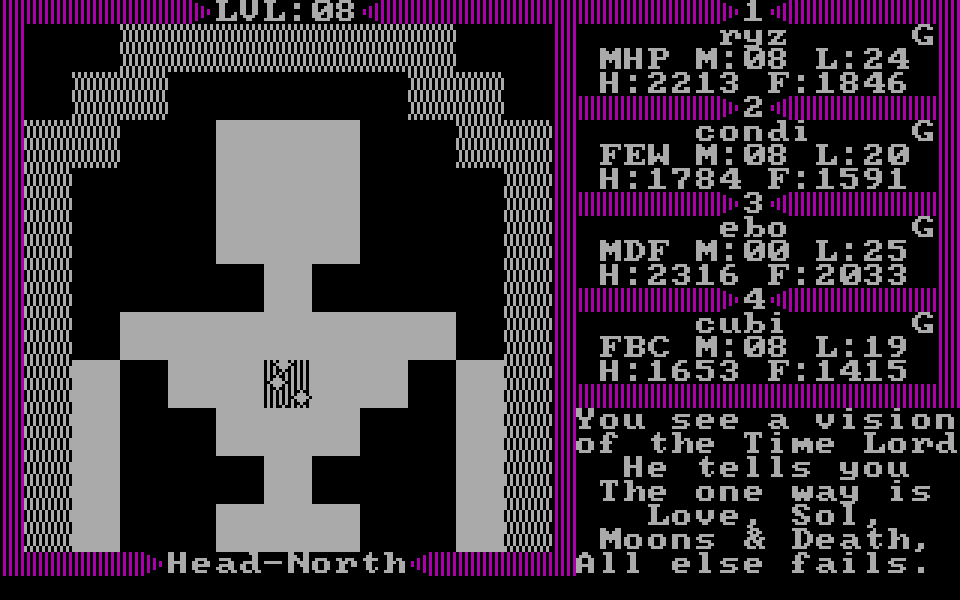 LVL:08
Head-North
1
ryz G
MHP M:08 L:24
H:2213 F:1846
2
condi G
FEW M:08 L:20
H:1784 F:1591
3
ebo G
MDF M:00 L:25
H:2316 F:2033
4
cubi G
FBC M:08 L:19
H:1653 F:1415
You see a vision
of the Time Lord
He tells you
The one way is
Love, Sol,
Moons & Death,
All else fails.